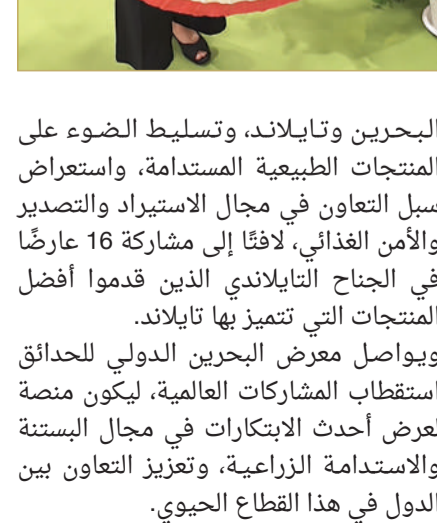 البحرين وتايلاند، وتسليط الضوء على
المنتجات الطبيعية المستدامة، واستعراض
سبل التعاون في مجال الاستيراد والتصدير
والأمن الغذائي، لافتًا إلى مشاركة 16 عارضًا
في الجناح التايلاندي الذين قدموا أفضل
المنتجات التي تتميز بها تايلاند.
ويواصل معرض البحرين الدولي للحدائق
استقطاب المشاركات العالمية، ليكون منصة
لعرض أحدث الابتكارات في مجال البستنة
والاستدامة الزراعية، وتعزيز التعاون بين
الدول في هذا القطاع الحيوي.